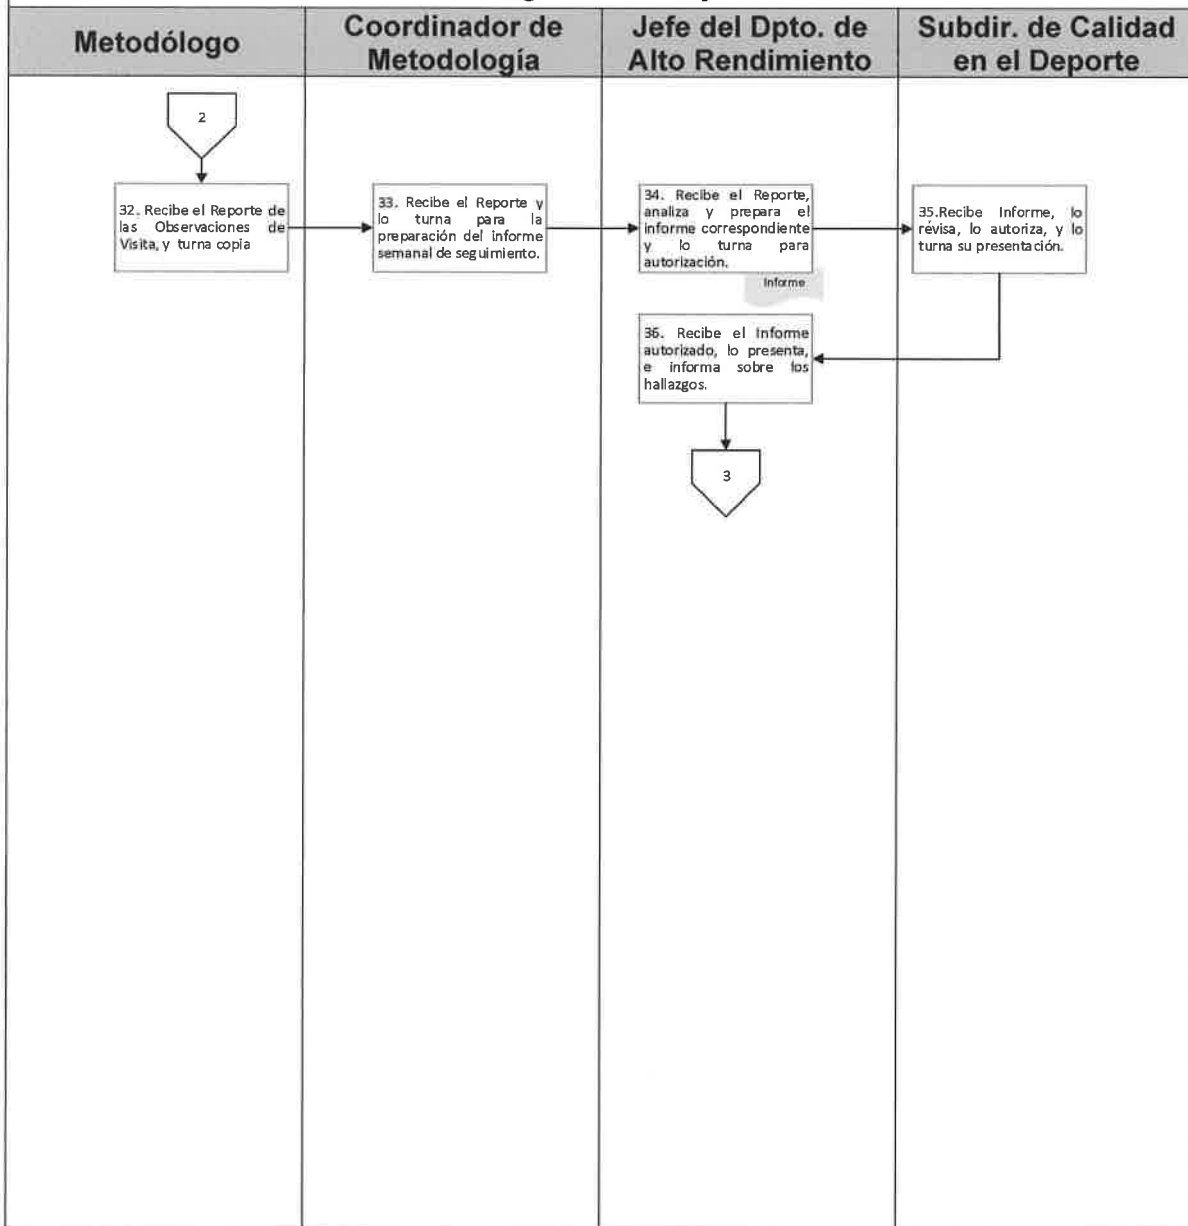 Metodólogo
Coordinador de
Metodología
Jefe del Dpto. de
Alto Rendimiento
Subdir. de Calidad
en el Deporte
2
32. Recibe el Reporte de
las Observaciones de
Visita, y turna copia
33. Recibe el Reporte y
lo turna para la
preparación del informe
semanal de seguimiento.
34. Recibe el Reporte,
analiza y prepara el
informe correspondiente
y lo turna para
autorización.
Informe
35.Recibe Informe, lo
révisa, lo autoriza, y lo
turna su presentación.
36. Recibe el Informe
autorizado, lo presenta,
e informa sobre los
hallazgos.
3